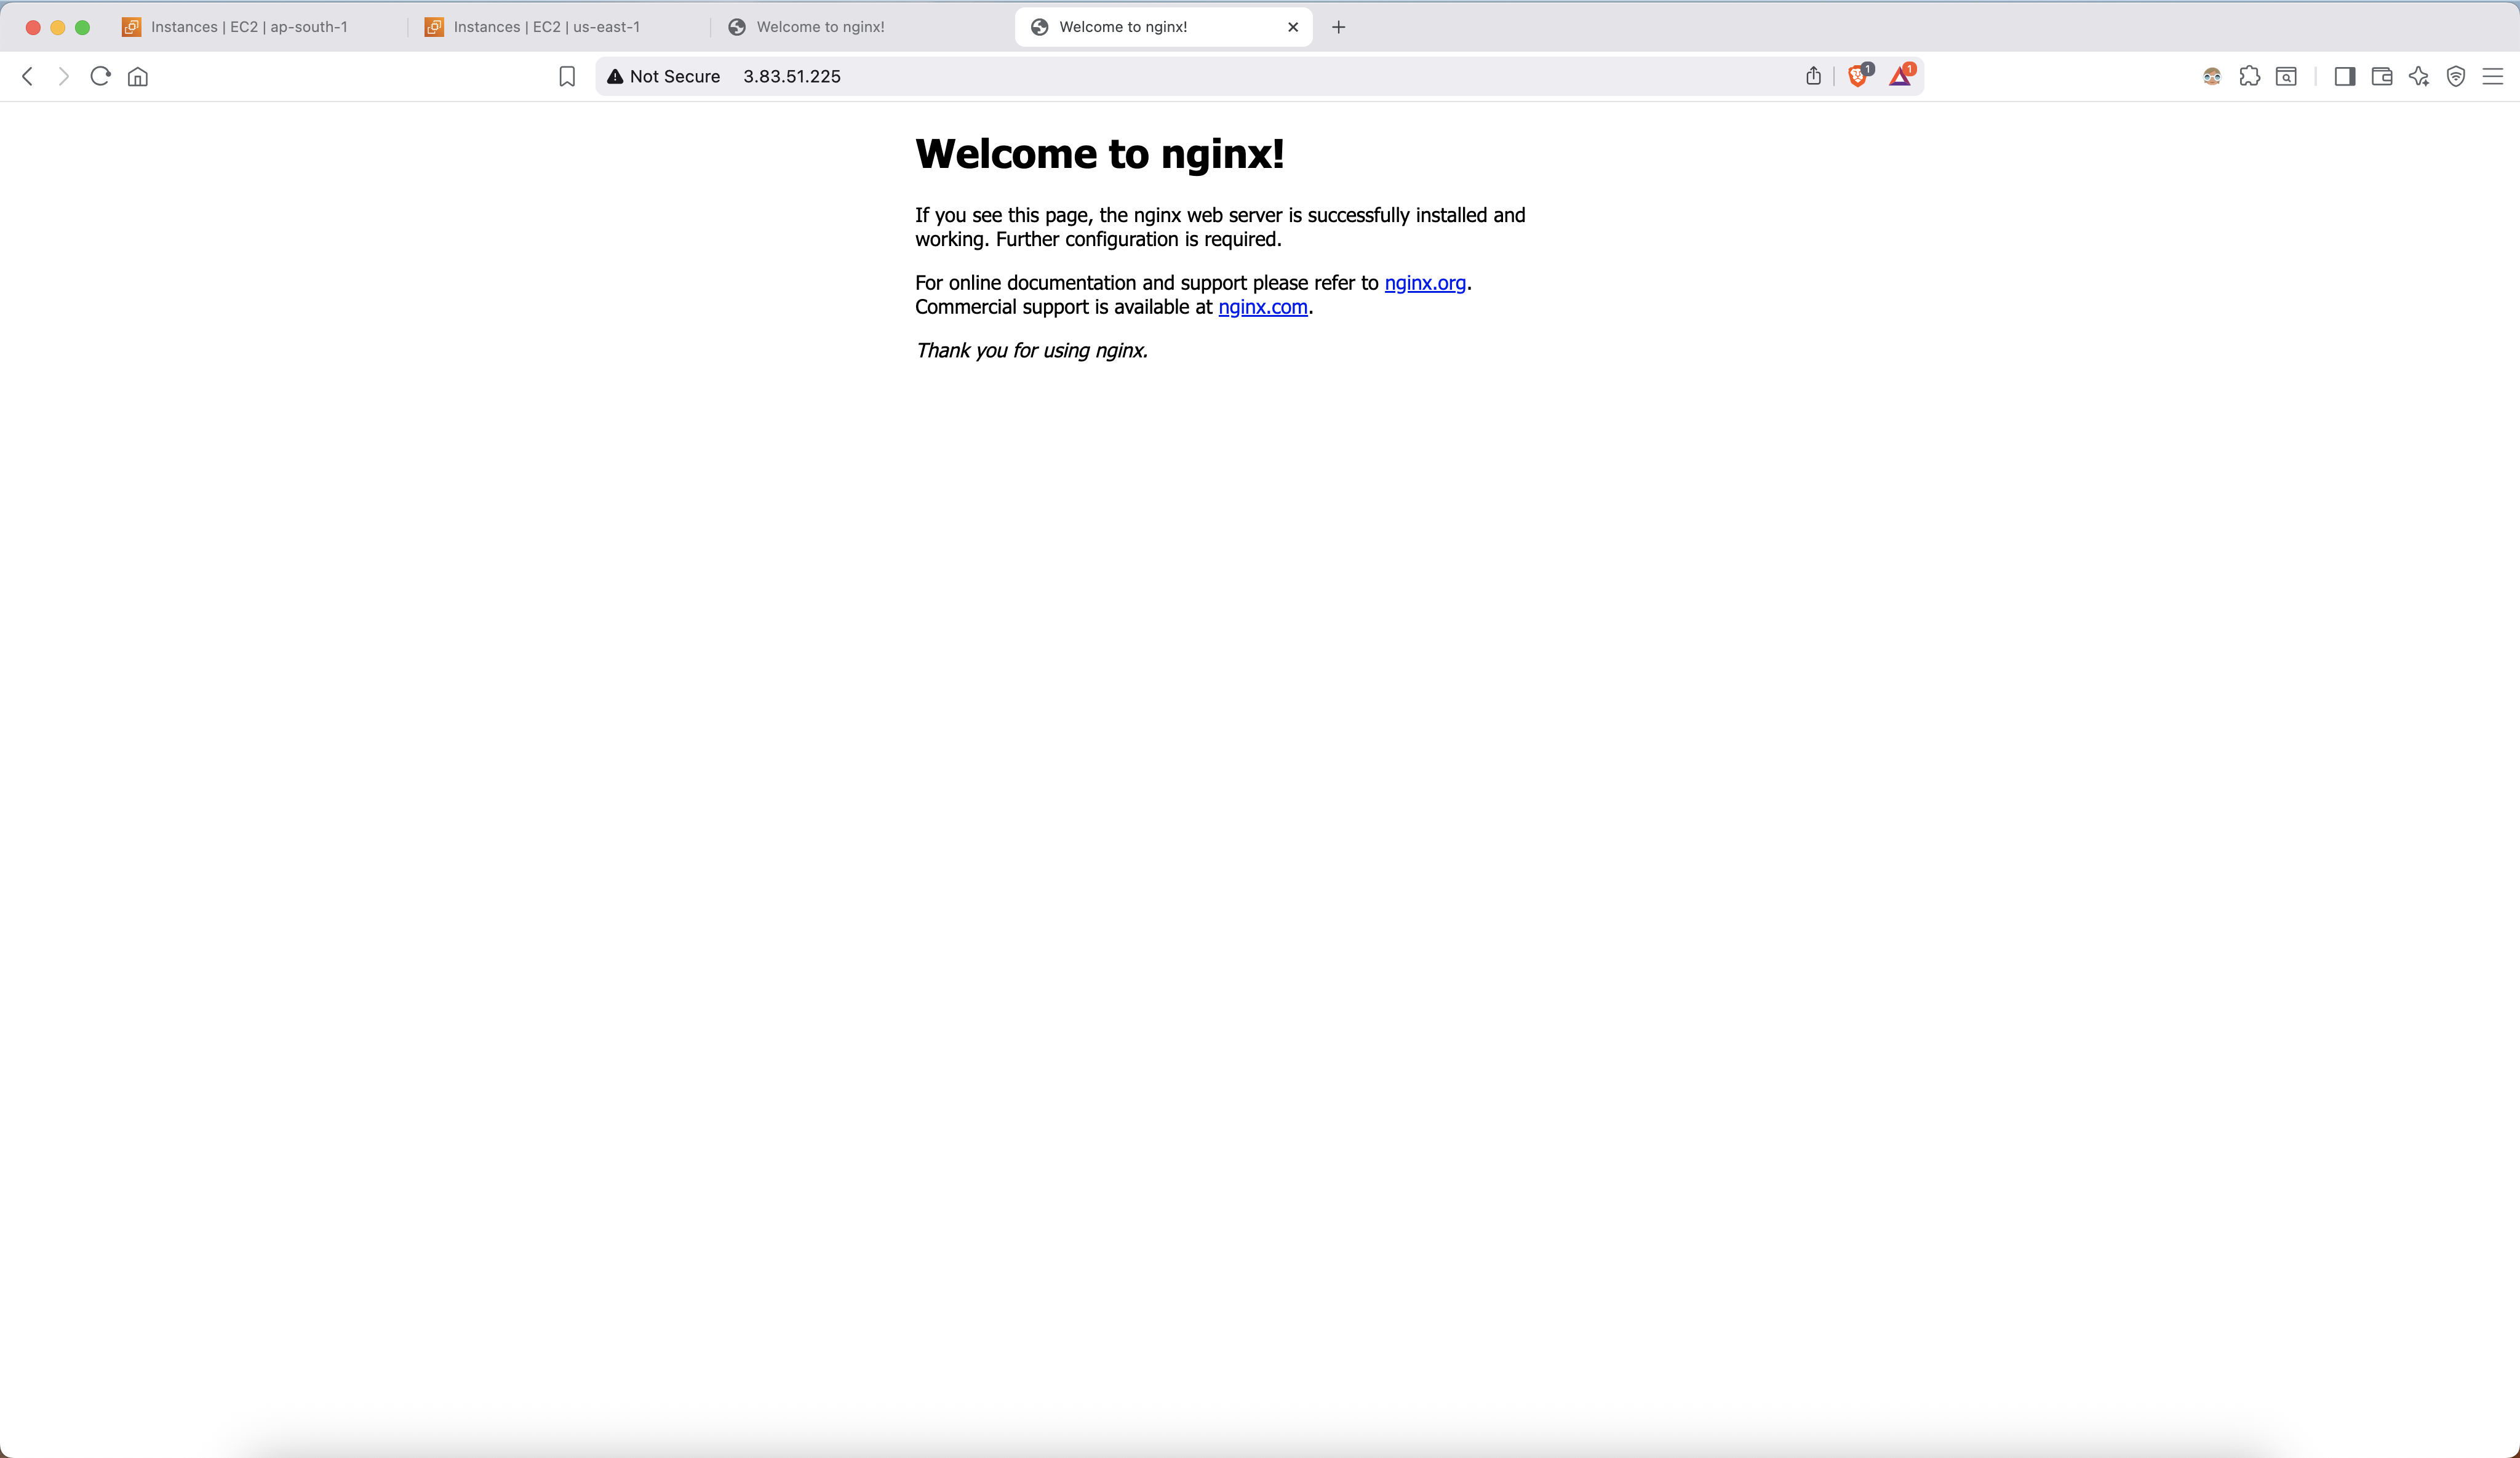 Instances | EC2 | ap-south-1
Instances | EC2 | us-east-1
Welcome to nginx!
Welcome to nginx!
Not Secure 3.83.51.225
1
1
Welcome to nginx!
If you see this page, the nginx web server is successfully installed and
working. Further configuration is required.
For online documentation and support please refer to nginx.org.
Commercial support is available at nginx.com.
Thank you for using nginx.